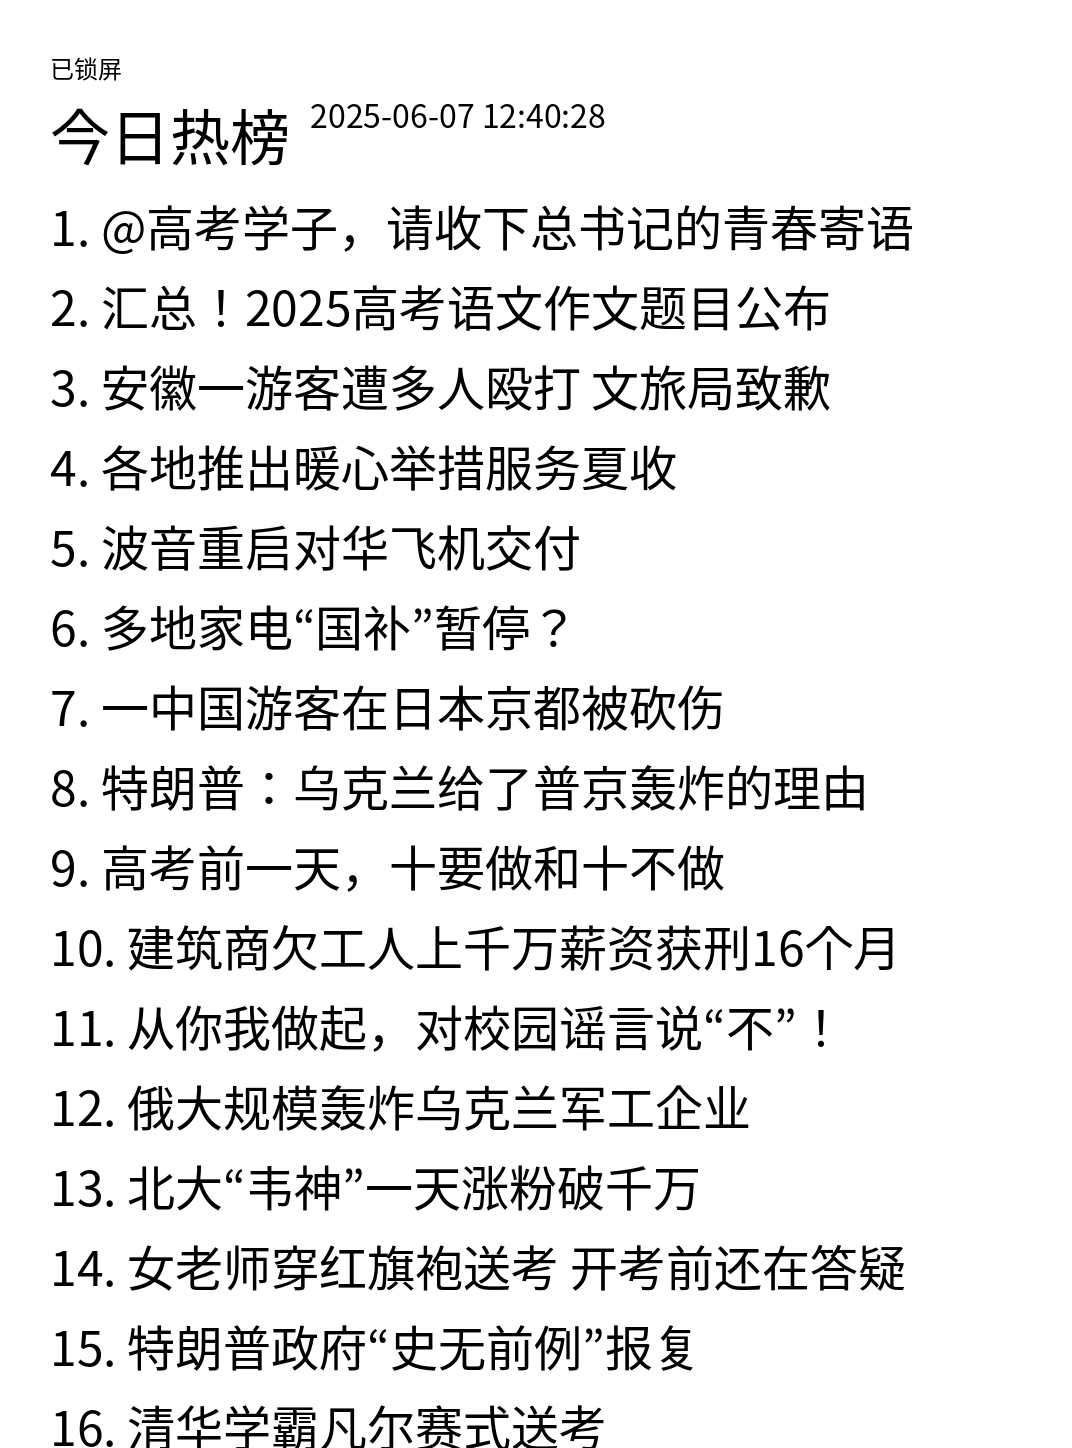 已锁屏
今日热榜 2025-06-07 12:40:28
1. @高考学子，请收下总书记的青春寄语
2. 汇总！2025高考语文作文题目公布
3. 安徽一游客遭多人殴打 文旅局致歉
4. 各地推出暖心举措服务夏收
5. 波音重启对华飞机交付
6. 多地家电“国补”暂停？
7. 一中国游客在日本京都被砍伤
8. 特朗普：乌克兰给了普京轰炸的理由
9. 高考前一天，十要做和十不做
10. 建筑商欠工人上千万薪资获刑16个月
11. 从你我做起，对校园谣言说“不”！
12. 俄大规模轰炸乌克兰军工企业
13. 北大“韦神”一天涨粉破千万
14. 女老师穿红旗袍送考 开考前还在答疑
15. 特朗普政府“史无前例”报复
16. 清华学霸凡尔赛式送考